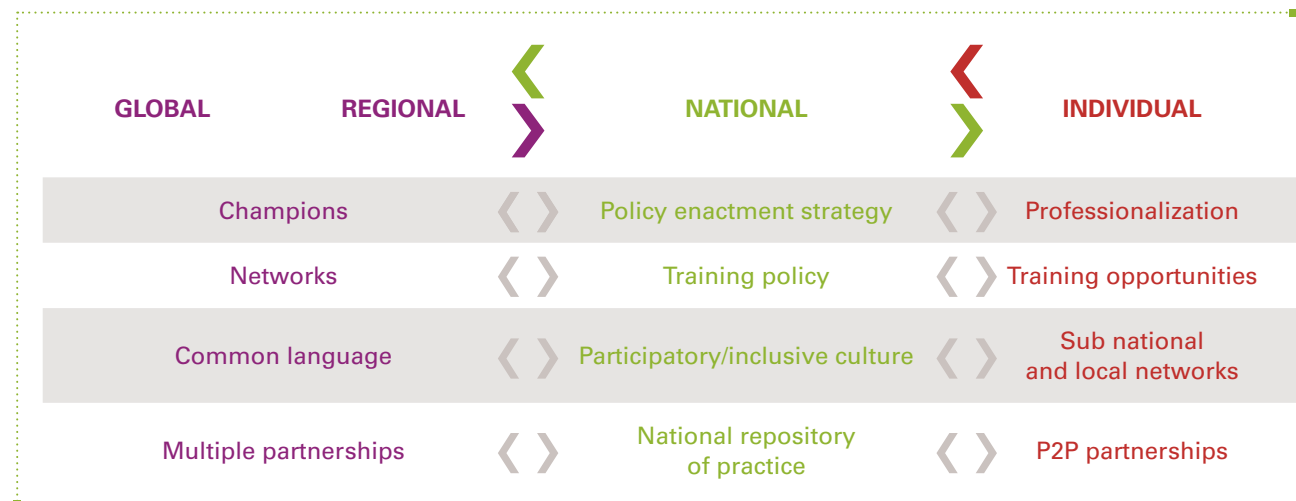 GLOBAL REGIONAL NATIONAL INDIVIDUAL
Champions Policy enactment strategy Professionalization
Networks Training policy Training opportunities
Common language Participatory/inclusive culture Sub national
and local networks
Multiple partnerships National repository
of practice P2P partnerships